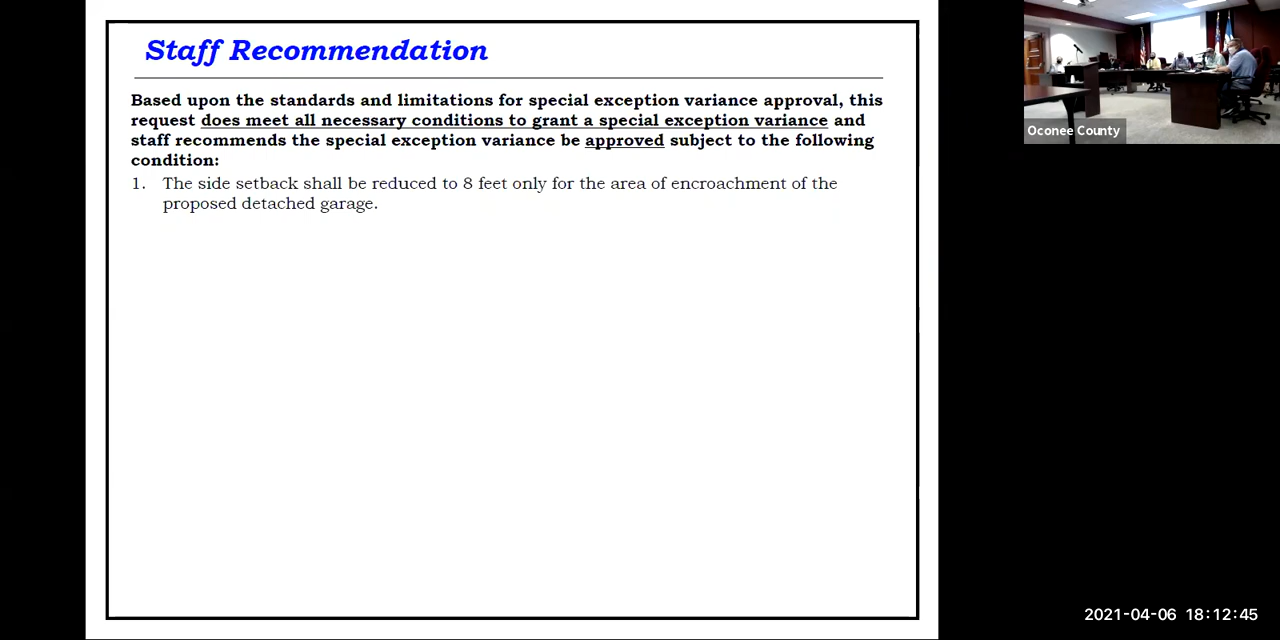 Staff Recommendation
Based upon the standards and limitations for special exception variance approval, this
request does meet all necessary conditions to grant a special exception variance and
staff recommends the special exception variance be approved subject to the following
condition:
1. The side setback shall be reduced to 8 feet only for the area of encroachment of the
proposed detached garage.
Oconee County
2021-04-06 18:12:45